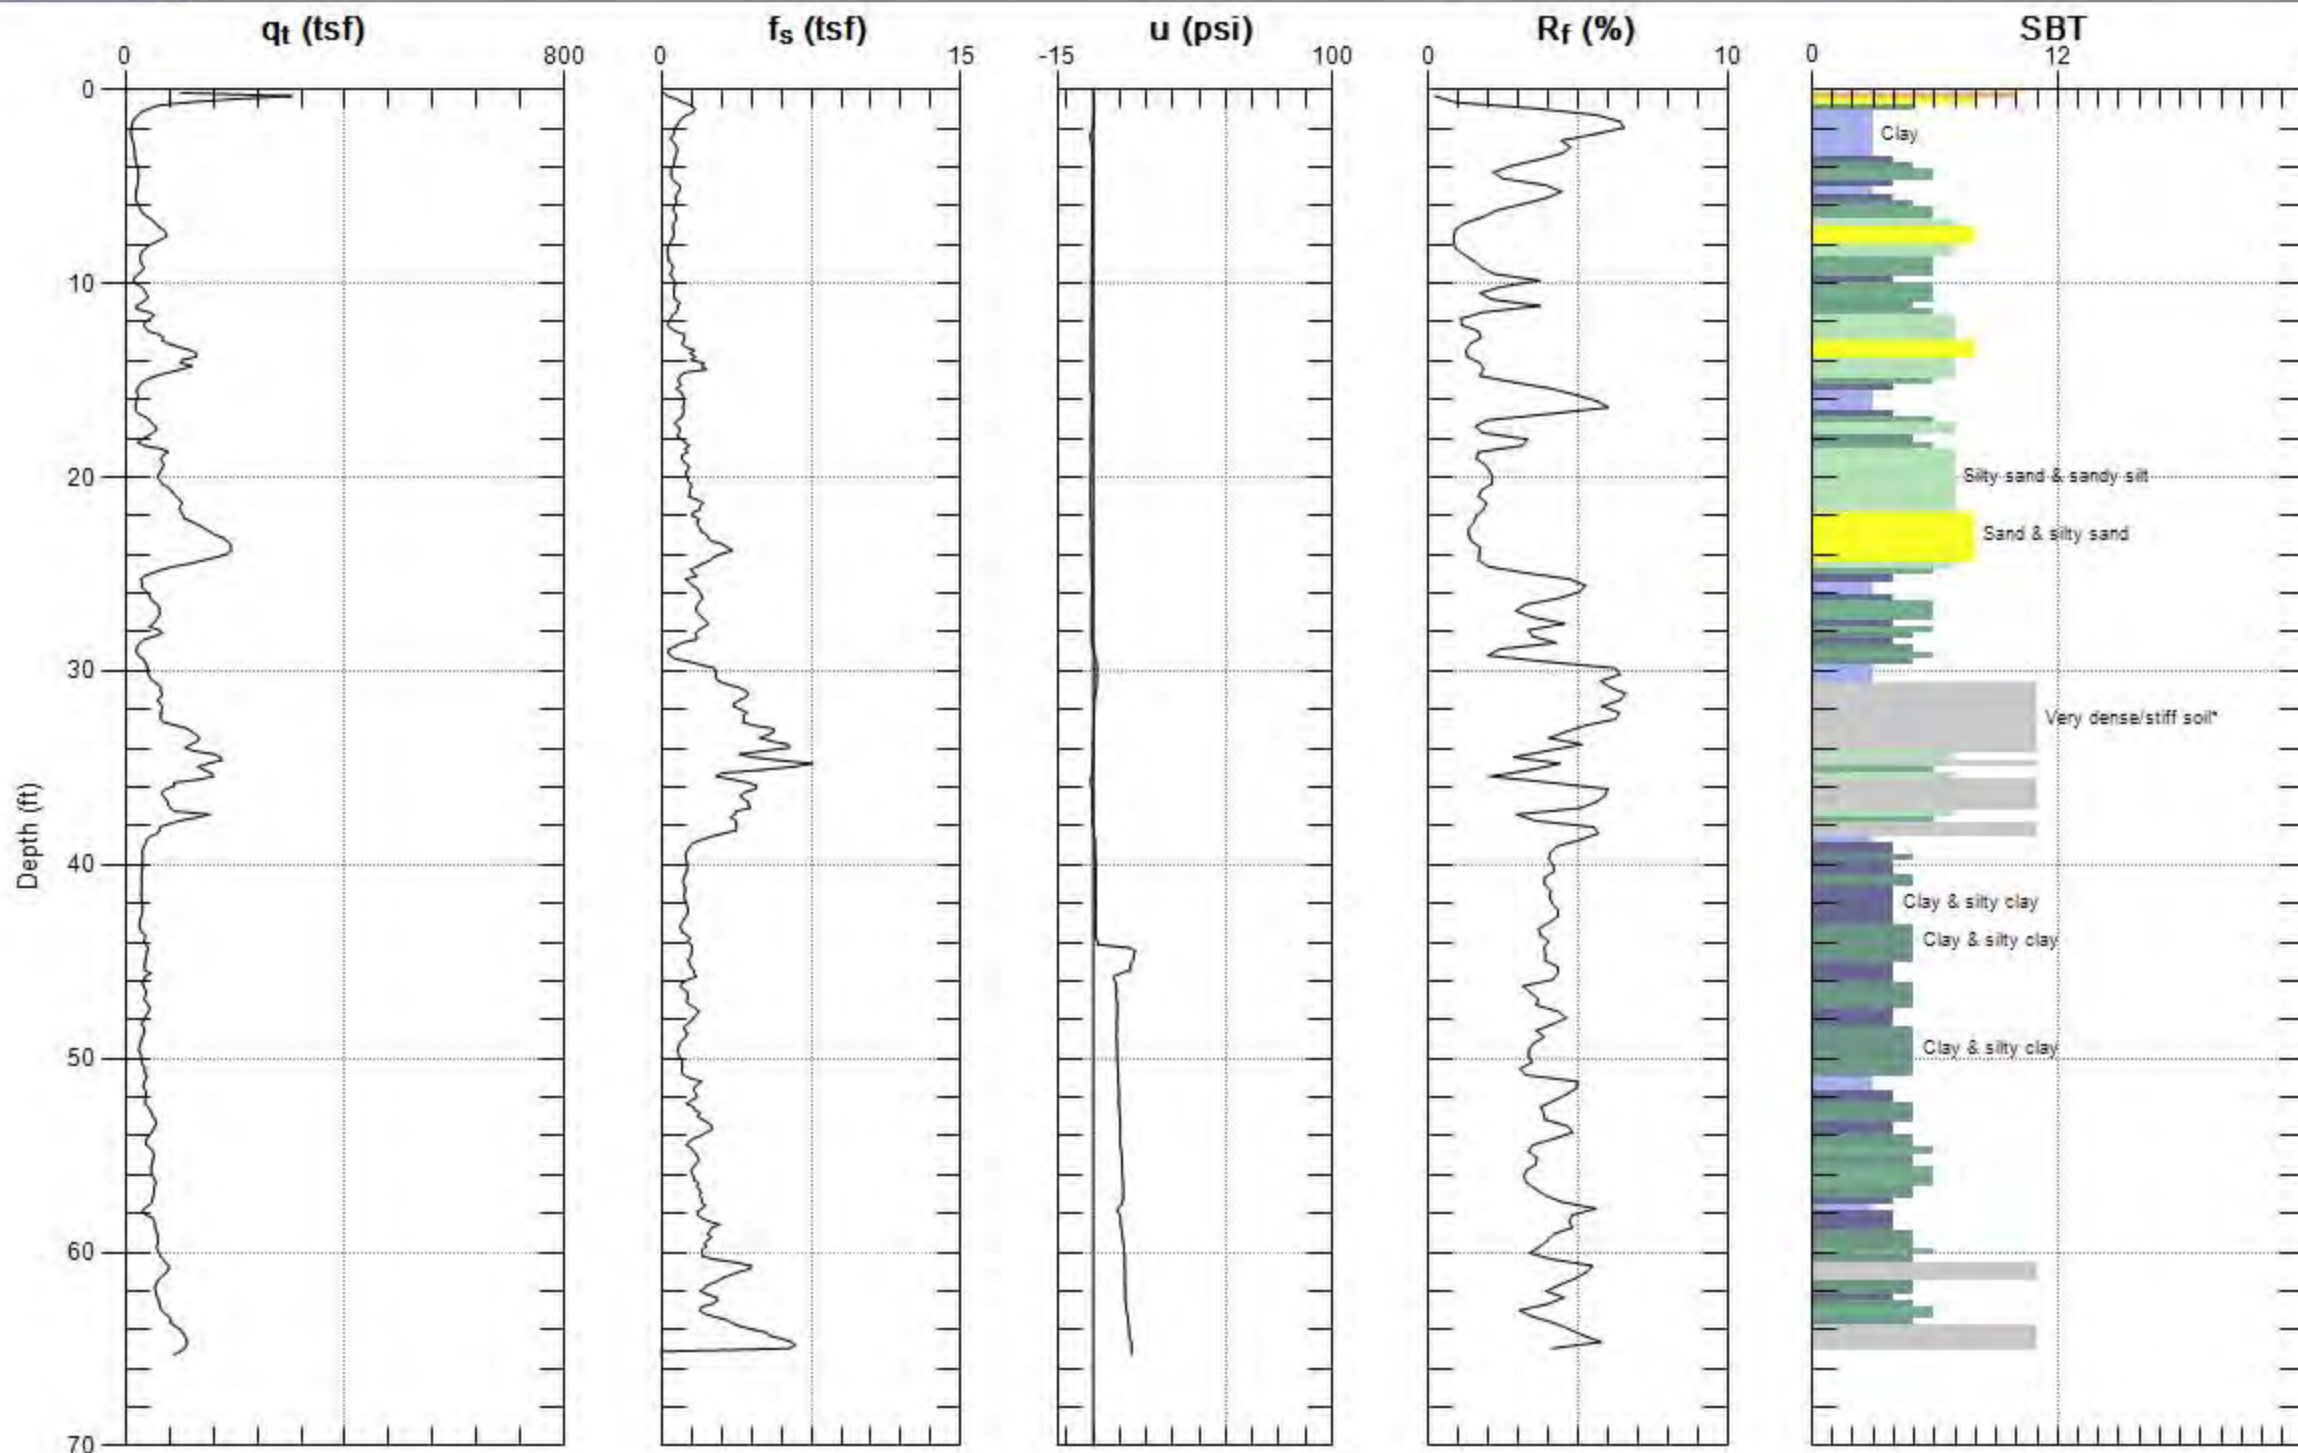 qt (tsf) fs (tsf) u (psi) Rf (%) SBT
0 800 0 15 -15 100 0 10 0 12
0
Clay
10
20
Silty sand & sandy silt
Sand & silty sand
30
Very dense/stiff soil*
Depth (ft)
40
Clay & silty clay
Clay & silty clay
50
Clay & silty clay
60
70